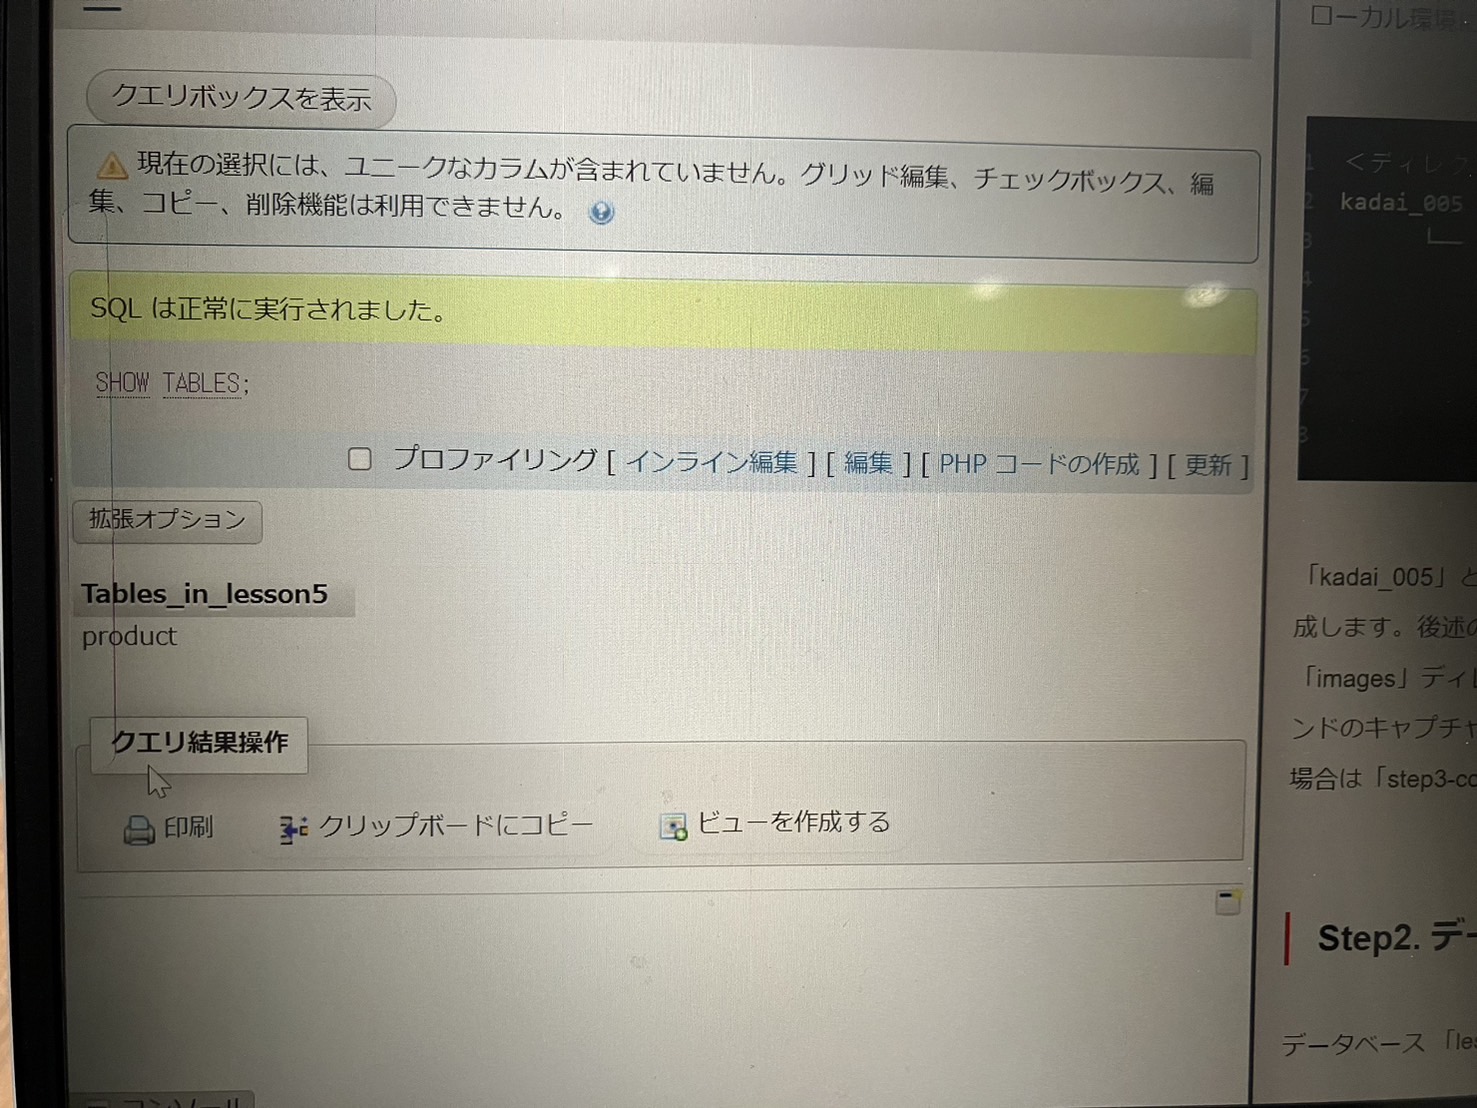 クエリボックスを表示
現在の選択には、ユニークなカラムが含まれていません。グリッド編集、チェックボックス、編
集、コピー、削除機能は利用できません。
SQL は正常に実行されました。
SHOW TABLES;
プロファイリング [ インライン編集 ] [ 編集 ] [ PHP コードの作成 ] [ 更新 ]
拡張オプション
Tables_in_lesson5
product
クエリ結果操作
印刷 クリップボードにコピー ビューを作成する
コンソール
ローカル環境
1 <ディレク
2 kadai_005
3
4
5
6
7
8
「kadai_005」と
成します。後述の
「images」ディレ
ンドのキャプチャ
場合は「step3-co
Step2. デー
データベース「les